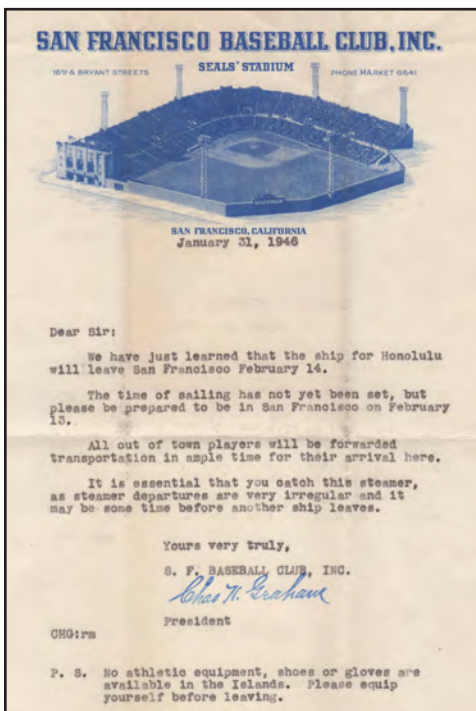 SAN FRANCISCO BASEBALL CLUB, INC.
16TH & BRYANT STREETS
SEALS' STADIUM
PHONE MARKET 6641
SAN FRANCISCO, CALIFORNIA
January 31, 1946
Dear Sir:
We have just learned that the ship for Honolulu
will leave San Francisco February 14.
The time of sailing has not yet been set, but
please be prepared to be in San Francisco on February
13.
All out of town players will be forwarded
transportation in ample time for their arrival here.
It is essential that you catch this steamer,
as steamer departures are very irregular and it
may be some time before another ship leaves.
Yours very truly,
S. F. BASEBALL CLUB, INC.
Chas H. Graham
President
CHG:rm
P. S. No athletic equipment, shoes or gloves are
available in the Islands. Please equip
yourself before leaving.